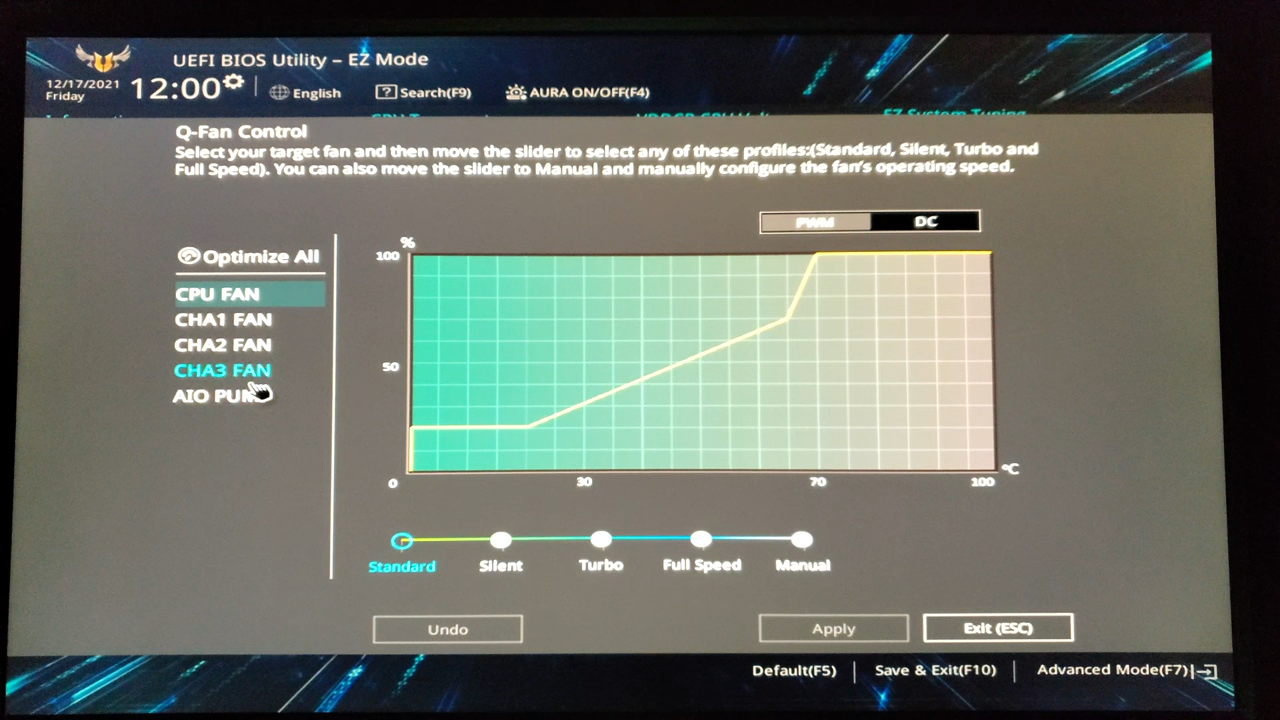 UEFI BIOS Utility – EZ Mode
12/17/2021
Friday
12:00
English
Search(F9)
AURA ON/OFF(F4)
EZ System Tuning
Q-Fan Control
Select your target fan and then move the slider to select any of these profiles:(Standard, Silent, Turbo and
Full Speed). You can also move the slider to Manual and manually configure the fan's operating speed.
PWM
DC
Optimize All
CPU FAN
CHA1 FAN
CHA2 FAN
CHA3 FAN
AIO
%
100
50
0
30
70
100
°C
Standard
Silent
Turbo
Full Speed
Manual
Undo
Apply
Exit (ESC)
Default(F5)
Save & Exit(F10)
Advanced Mode(F7)